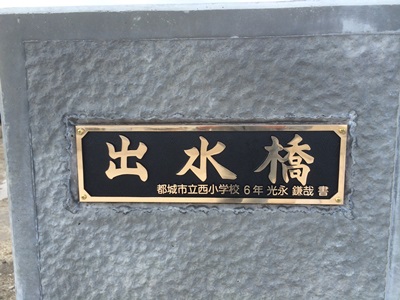 出水橋
都城市立西小学校 6年 光永 鎌哉 書